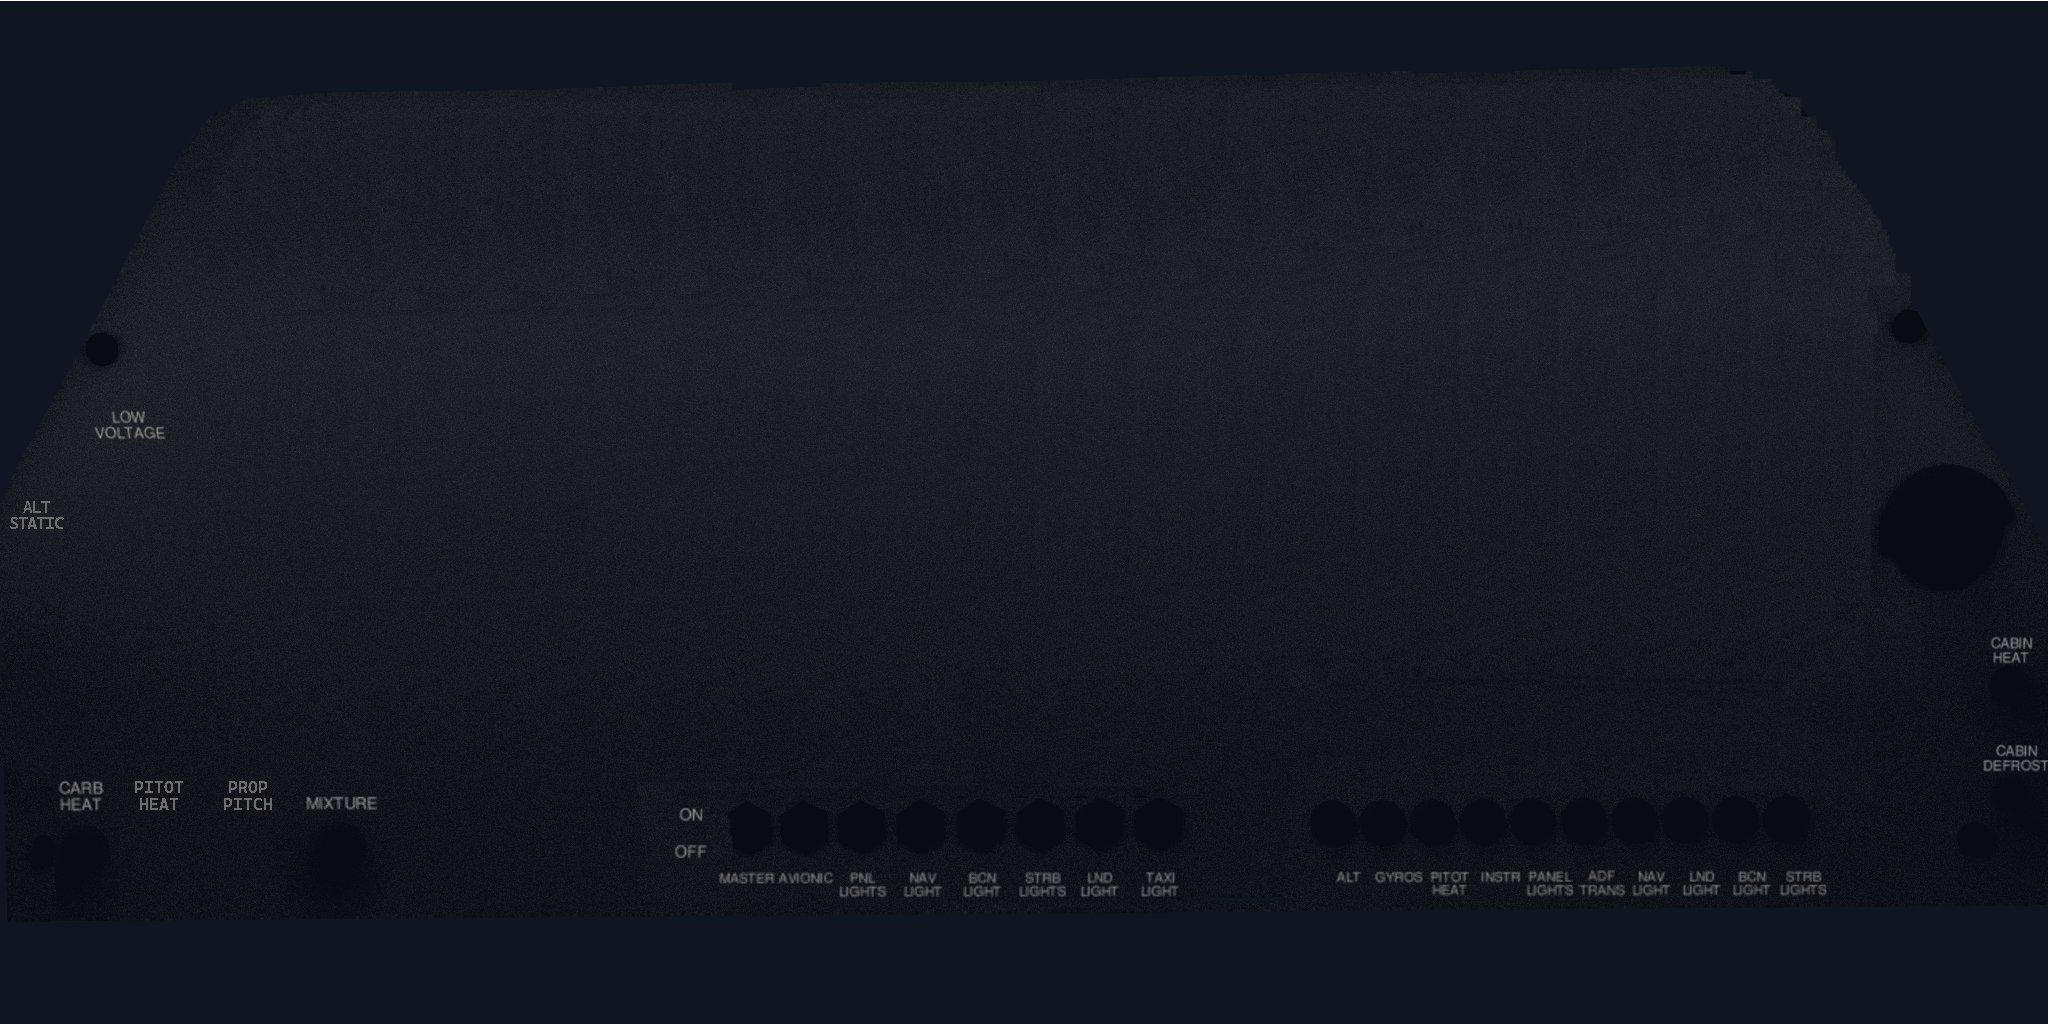 LOW
VOLTAGE
ALT
STATIC
CABIN
HEAT
CABIN
DEFROST
CARB
HEAT
PITOT
HEAT
PROP
PITCH
MIXTURE
ON
OFF
MASTER
AVIONIC
PNL
LIGHTS
NAV
LIGHT
BCN
LIGHT
STRB
LIGHTS
LND
LIGHT
TAXI
LIGHT
ALT
GYROS
PITOT
HEAT
INSTR
PANEL
LIGHTS
ADF
TRANS
NAV
LIGHT
LND
LIGHT
BCN
LIGHT
STRB
LIGHTS